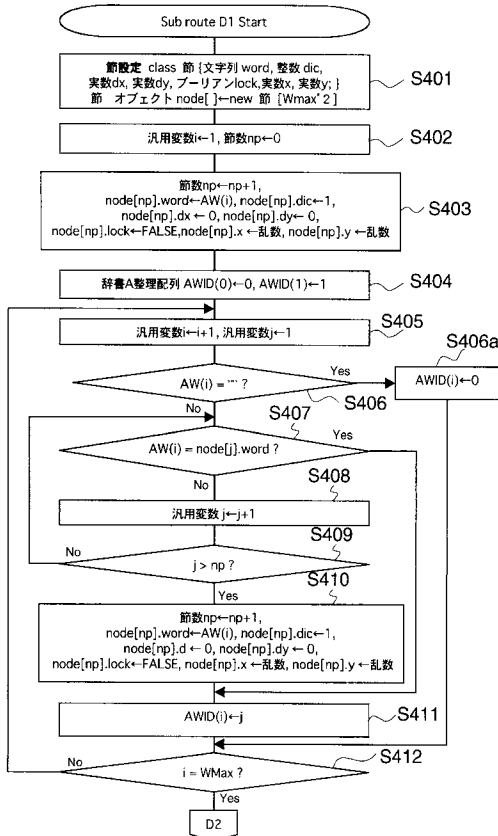 Sub route D1 Start
節設定 class 節 {文字列 word, 整数 dic,
実数dx, 実数dy, ブーリアンlock,実数x, 実数y; }
節 オブェクト node[ ]←new 節 [Wmax*2 ]
S401
汎用変数i←1, 節数np←0
S402
節数np←np+1,
node[np].word←AW(i), node[np].dic←1,
node[np].dx ← 0, node[np].dy← 0,
node[np].lock←FALSE,node[np].x ←乱数, node[np].y ←乱数
S403
辞書A整理配列 AWID(0)←0, AWID(1)←1
S404
汎用変数i←i+1, 汎用変数j←1
S405
S406a
AW(i) = "" ?
Yes
AWID(i)←0
S406
No
S407
AW(i) = node[j].word ?
Yes
No
S408
汎用変数 j←j+1
S409
No
j > np ?
S410
Yes
節数np←np+1,
node[np].word←AW(i), node[np].dic←1,
node[np].d ← 0, node[np].dy← 0,
node[np].lock←FALSE, node[np].x ←乱数, node[np].y ←乱数
AWID(i)←j
S411
S412
No
i = WMax ?
Yes
D2